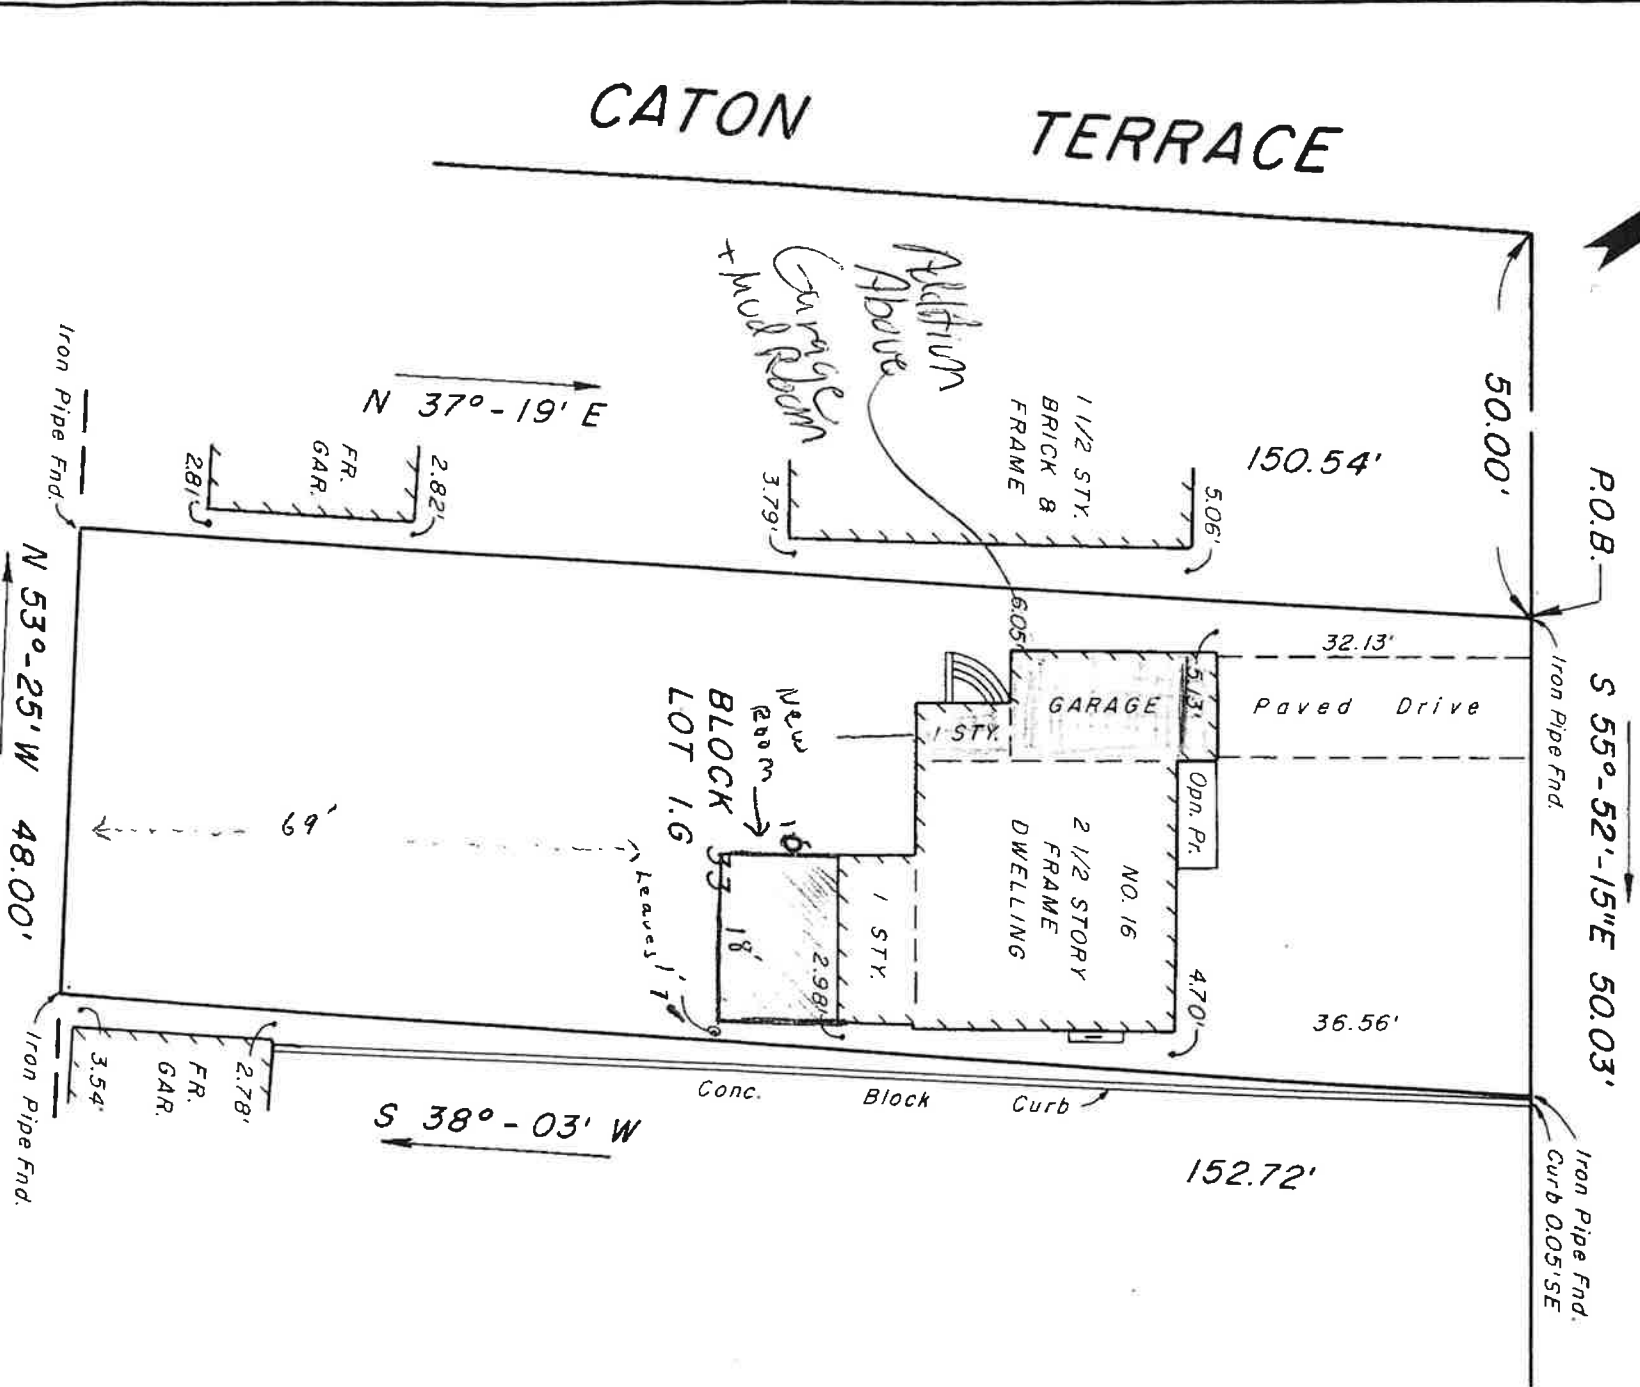 CATON TERRACE
50.00'
P.O.B.
S 55°-52'-15"E 50.03'
Iron Pipe Fnd.
Addition
Above
Garage
+ Mud Room
1 1/2 STY.
BRICK &
FRAME
150.54'
5.06'
3.79'
N 37°-19' E
FR.
GAR.
2.82'
2.81'
Iron Pipe Fnd.
N 53°-25' W 48.00'
6.05'
5.13'
32.13'
GARAGE
Paved Drive
1 STY.
Opn. Pr.
New
Room
BLOCK
LOT 1.G
NO. 16
2 1/2 STORY
FRAME
DWELLING
1 STY.
18'
2.98'
4.70'
36.56'
69'
Leaves 1'
Conc. Block Curb
S 38°-03' W
152.72'
2.78'
FR.
GAR.
3.54'
Iron Pipe Fnd.
Iron Pipe Fnd.
Curb 0.05' SE